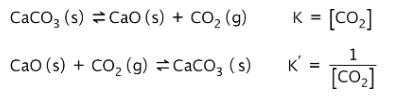 CaCO₃ (s) ⇌ CaO (s) + CO₂ (g) K = [CO₂]
CaO (s) + CO₂ (g) ⇌ CaCO₃ (s) K' = 1/[CO₂]